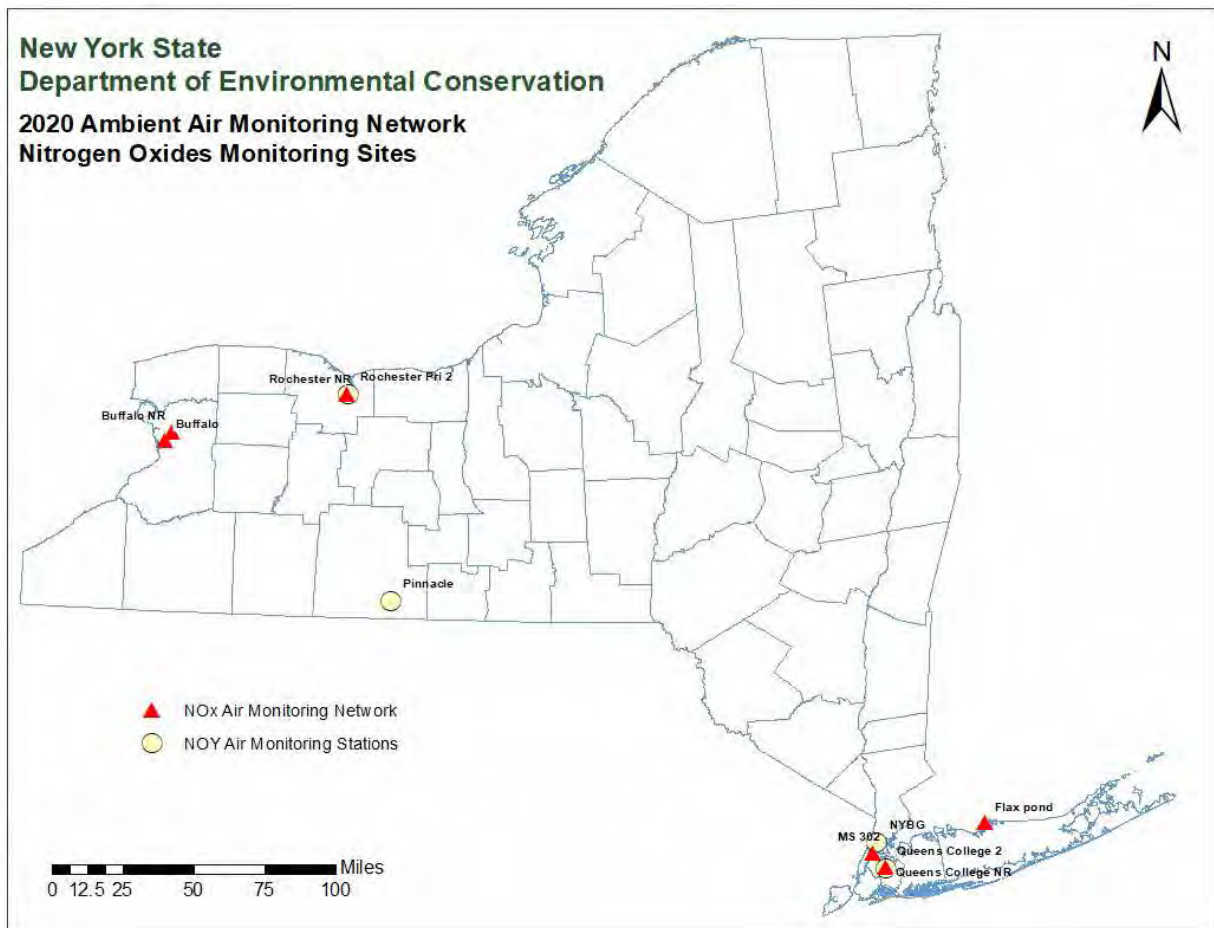 New York State
Department of Environmental Conservation
2020 Ambient Air Monitoring Network
Nitrogen Oxides Monitoring Sites
N
Rochester NR
Rochester Pri 2
Buffalo NR
Buffalo
Pinnacle
NOx Air Monitoring Network
NOY Air Monitoring Stations
Flax pond
NYBG
MS 302
Queens College 2
Queens College NR
Miles
0 12.5 25 50 75 100